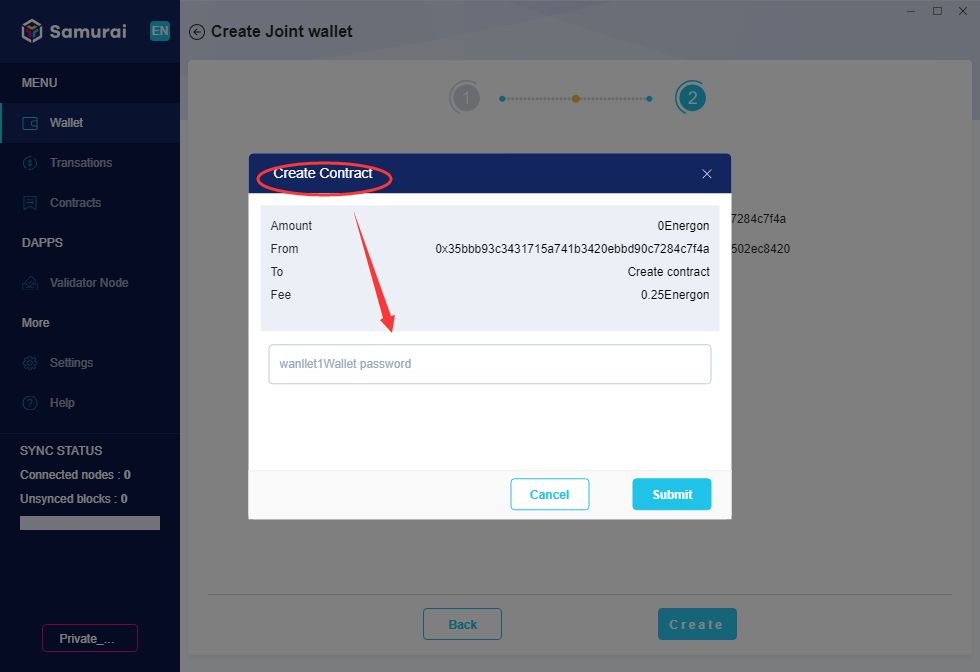 Samurai EN
Create Joint wallet
MENU
Wallet
Transations
Contracts
DAPPS
Validator Node
More
Settings
Help
SYNC STATUS
Connected nodes : 0
Unsynced blocks : 0
Private_...
1 2
Create Contract
Amount 0Energon
From 0x35bbb93c3431715a741b3420ebbd90c7284c7f4a
To Create contract
Fee 0.25Energon
7284c7f4a
502ec8420
wanllet1Wallet password
Cancel Submit
Back Create